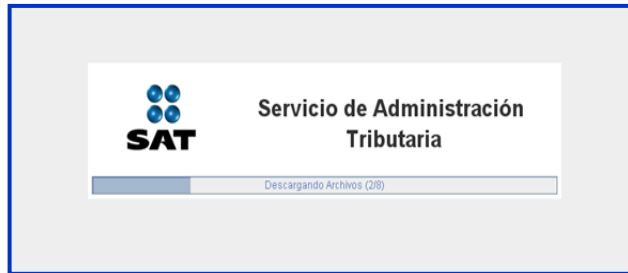 SAT
Servicio de Administración
Tributaria
Descargando Archivos (2/8)